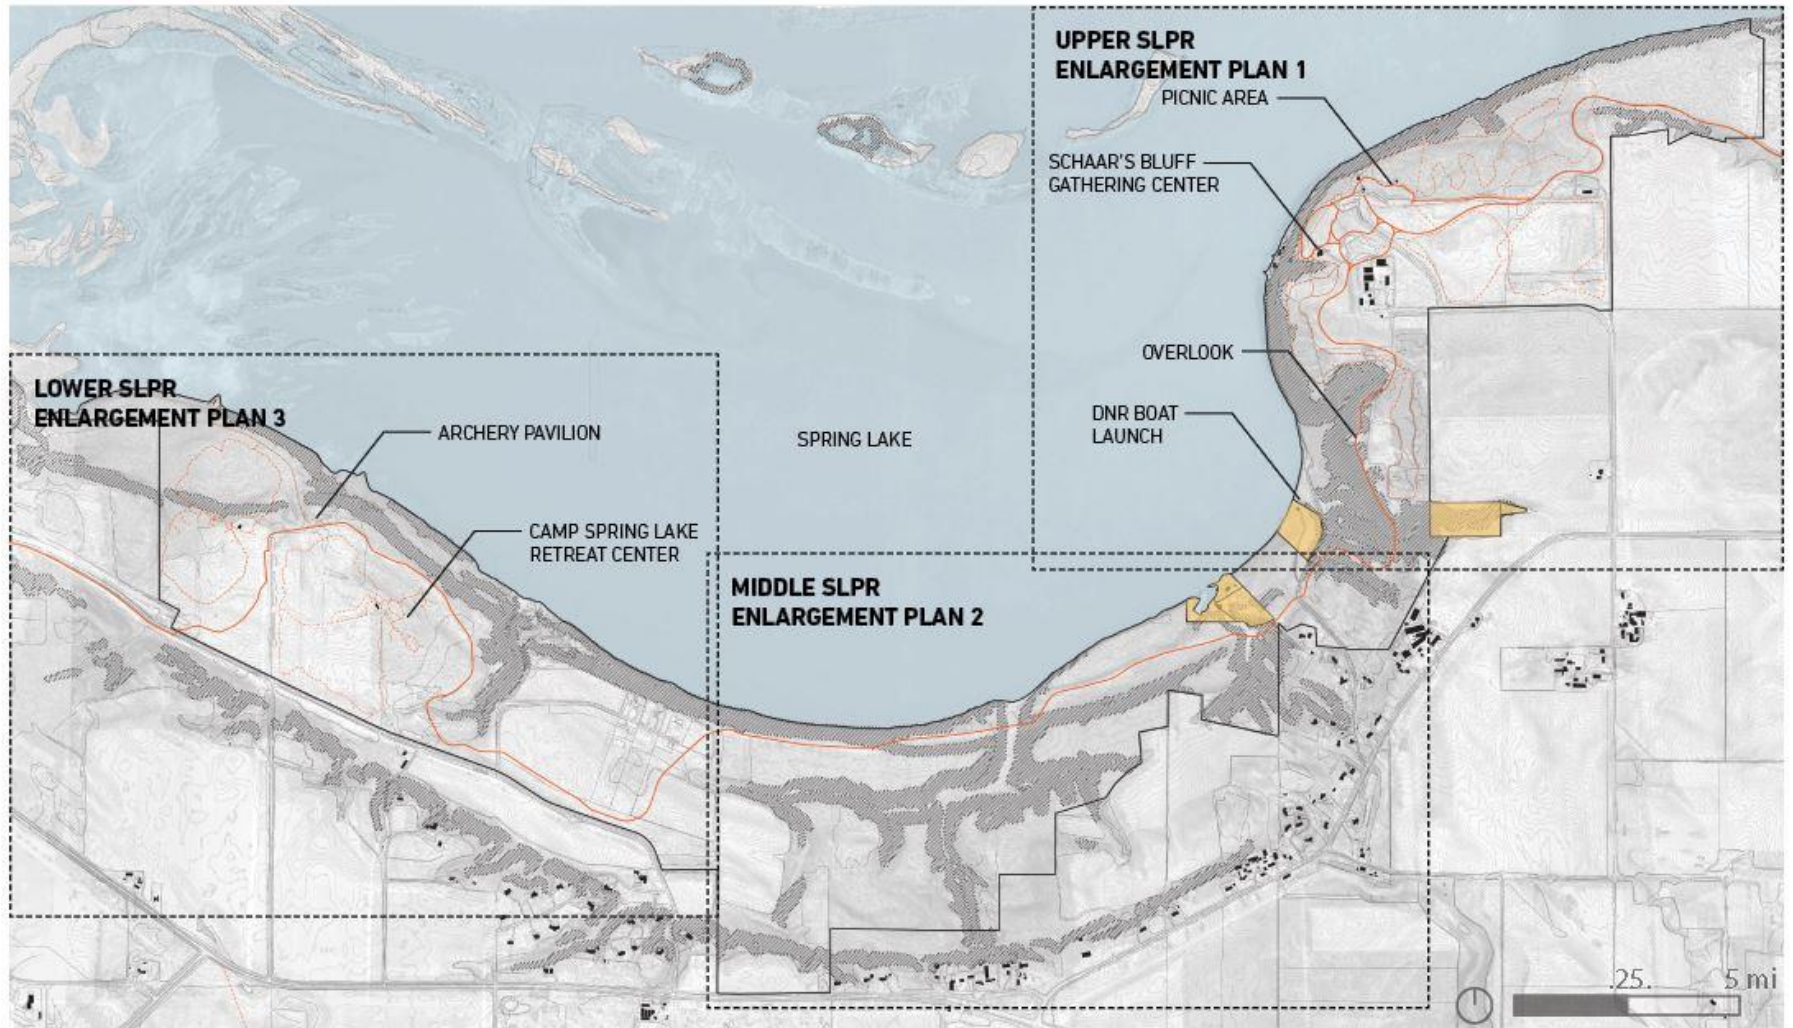 UPPER SLPR
ENLARGEMENT PLAN 1
PICNIC AREA
SCHAAR'S BLUFF
GATHERING CENTER
OVERLOOK
DNR BOAT
LAUNCH
LOWER SLPR
ENLARGEMENT PLAN 3
ARCHERY PAVILION
SPRING LAKE
CAMP SPRING LAKE
RETREAT CENTER
MIDDLE SLPR
ENLARGEMENT PLAN 2
.25. 5 mi